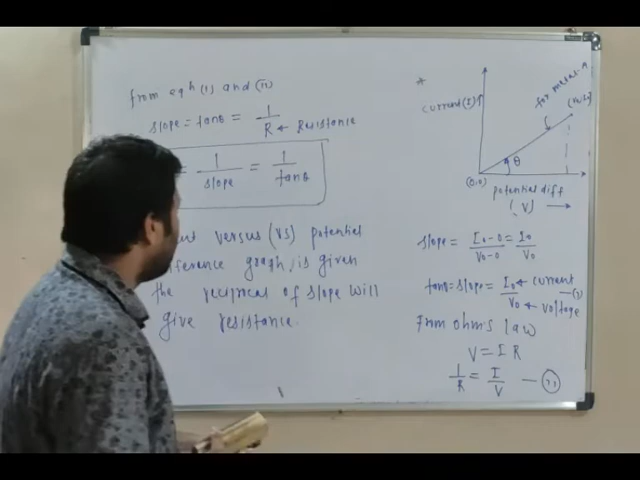 from eqn (i) and (ii)
slope = tanθ = 1/R ← Resistance
= 1/slope = 1/tanθ
versus (vs) potential
graph, is given
the reciprocal of slope will
give resistance.
*
current (I)↑
for metal-A
(V₀, I₀)
θ
(0,0)
potential diff
(V) →
slope = I₀-0/V₀-0 = I₀/V₀
tanθ = slope = I₀ ← current / V₀ ← voltage
From ohm's law
V = I R
1/R = I/V — (ii)